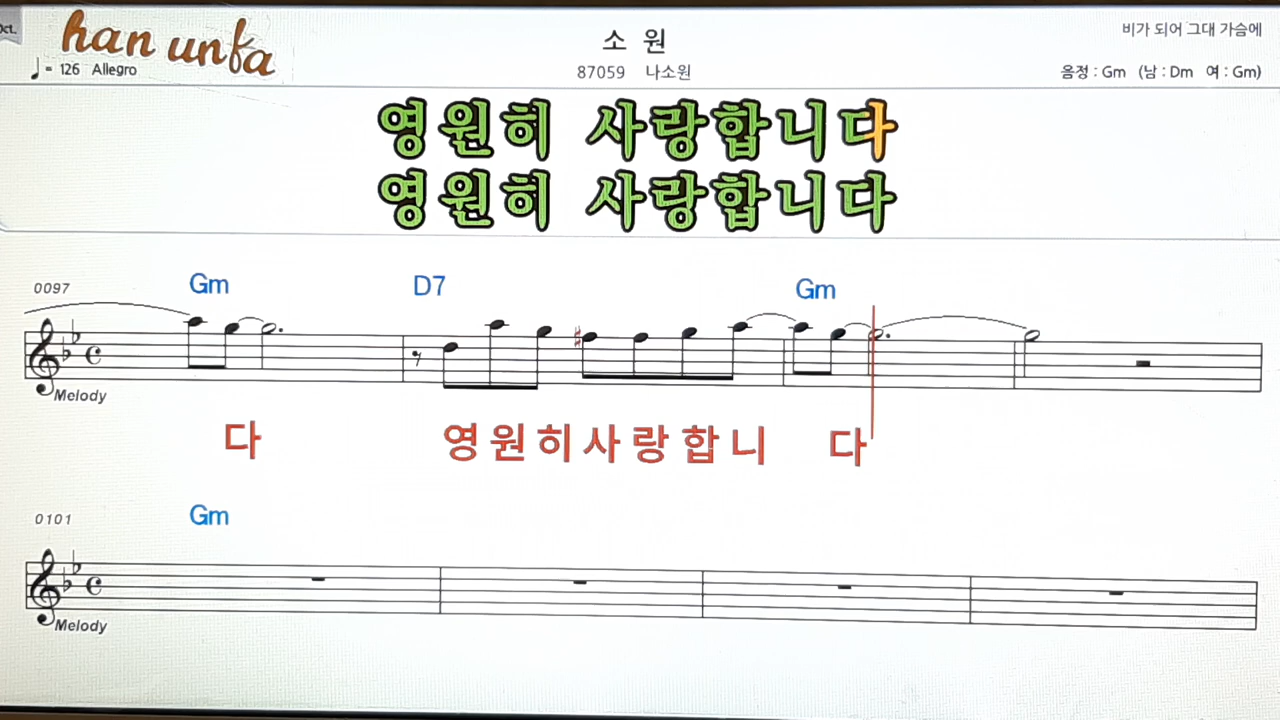 Oct.
han unfa
소 원
비가 되어 그대 가슴에
♩= 126 Allegro
87059 나소원
음정 : Gm (남 : Dm 여 : Gm)
영원히 사랑합니다
영원히 사랑합니다
0097 Gm D7 Gm
Melody
다 영원히사랑합니 다
0101 Gm
Melody